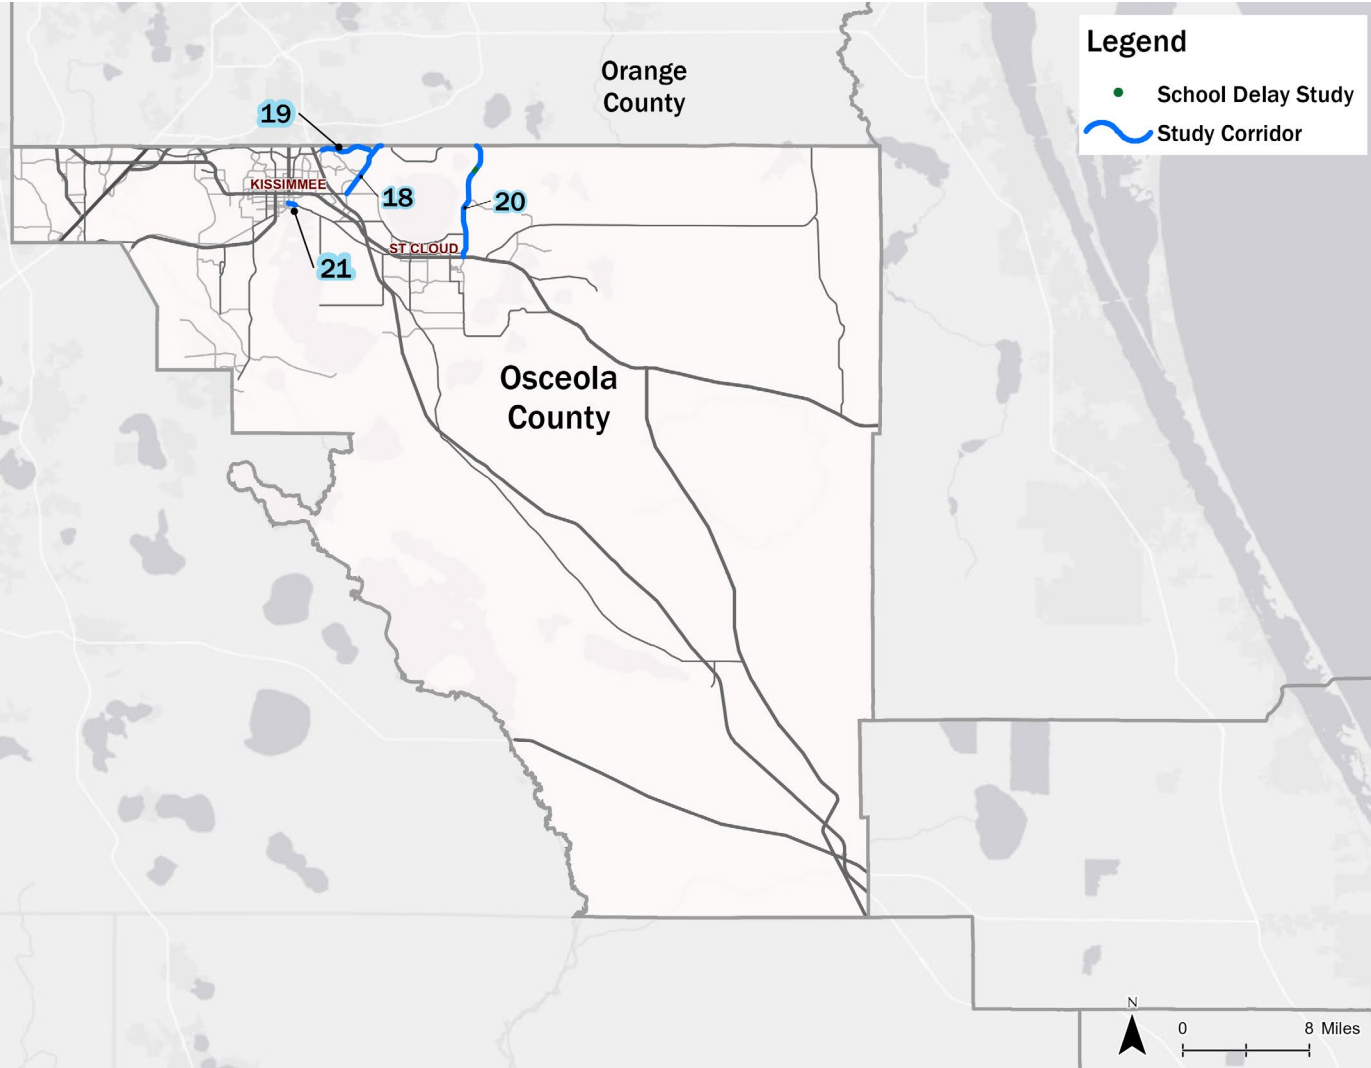 Legend
School Delay Study
Study Corridor
Orange
County
19
KISSIMMEE
18
20
ST CLOUD
21
Osceola
County
N
0 8 Miles